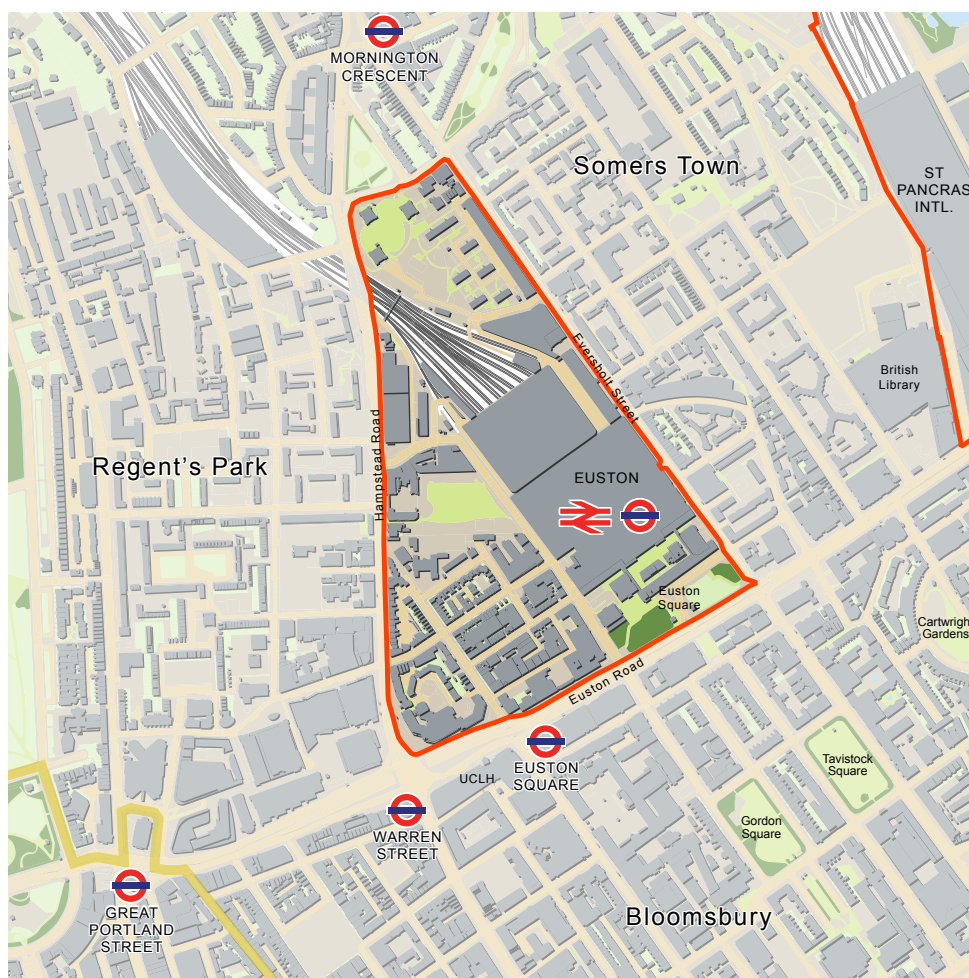 MORNINGTON
CRESCENT
Somers Town
ST
PANCRAS
INTL.
Eversholt Street
British
Library
Hampstead Road
Regent's Park
EUSTON
Euston
Square
Cartwrigh
Gardens
Euston Road
EUSTON
SQUARE
UCLH
Tavistock
Square
WARREN
STREET
Gordon
Square
GREAT
PORTLAND
STREET
Bloomsbury